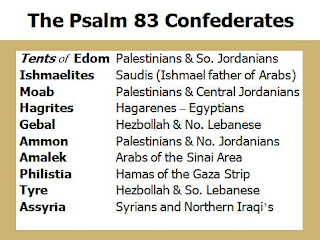 The Psalm 83 Confederates
Tents of Edom Palestinians & So. Jordanians
Ishmaelites Saudis (Ishmael father of Arabs)
Moab Palestinians & Central Jordanians
Hagrites Hagarenes – Egyptians
Gebal Hezbollah & No. Lebanese
Ammon Palestinians & No. Jordanians
Amalek Arabs of the Sinai Area
Philistia Hamas of the Gaza Strip
Tyre Hezbollah & So. Lebanese
Assyria Syrians and Northern Iraqi's